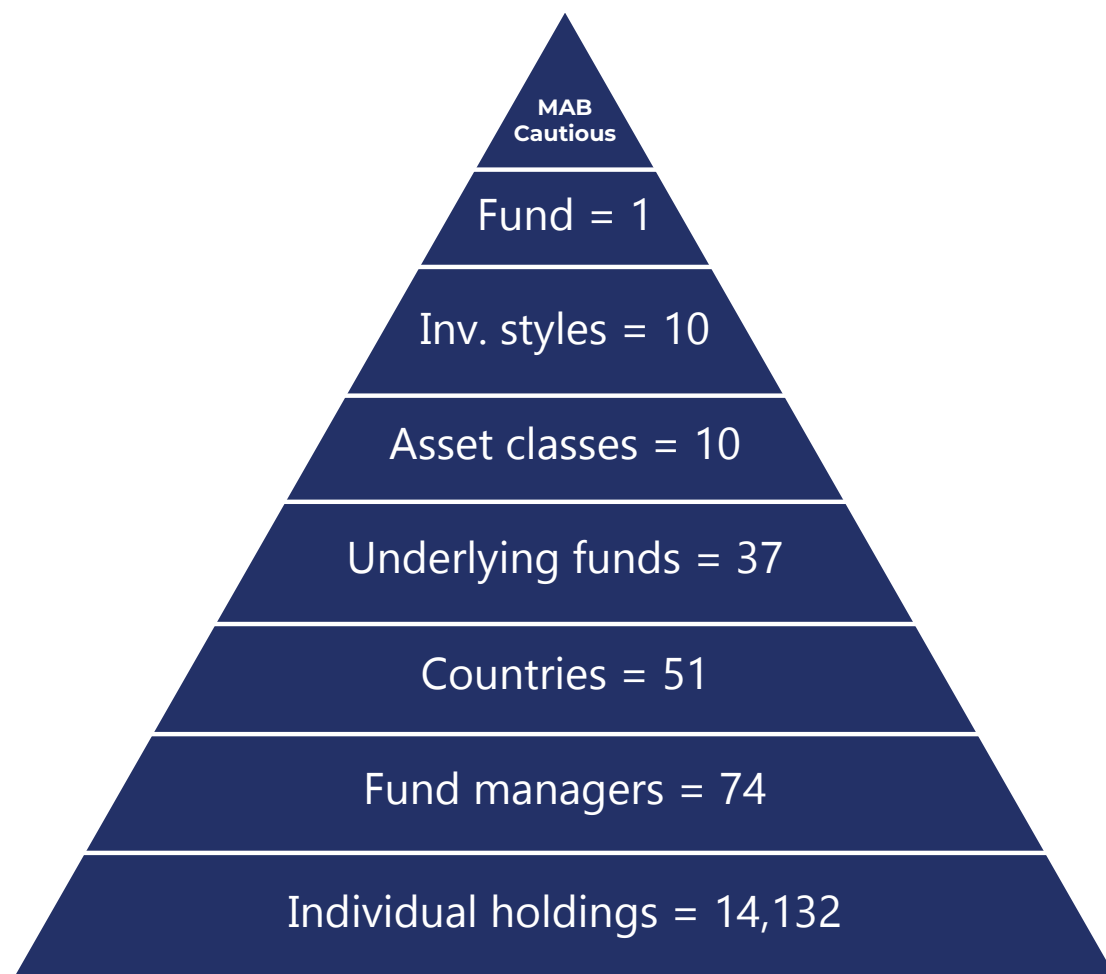 MAB
Cautious
Fund = 1
Inv. styles = 10
Asset classes = 10
Underlying funds = 37
Countries = 51
Fund managers = 74
Individual holdings = 14,132